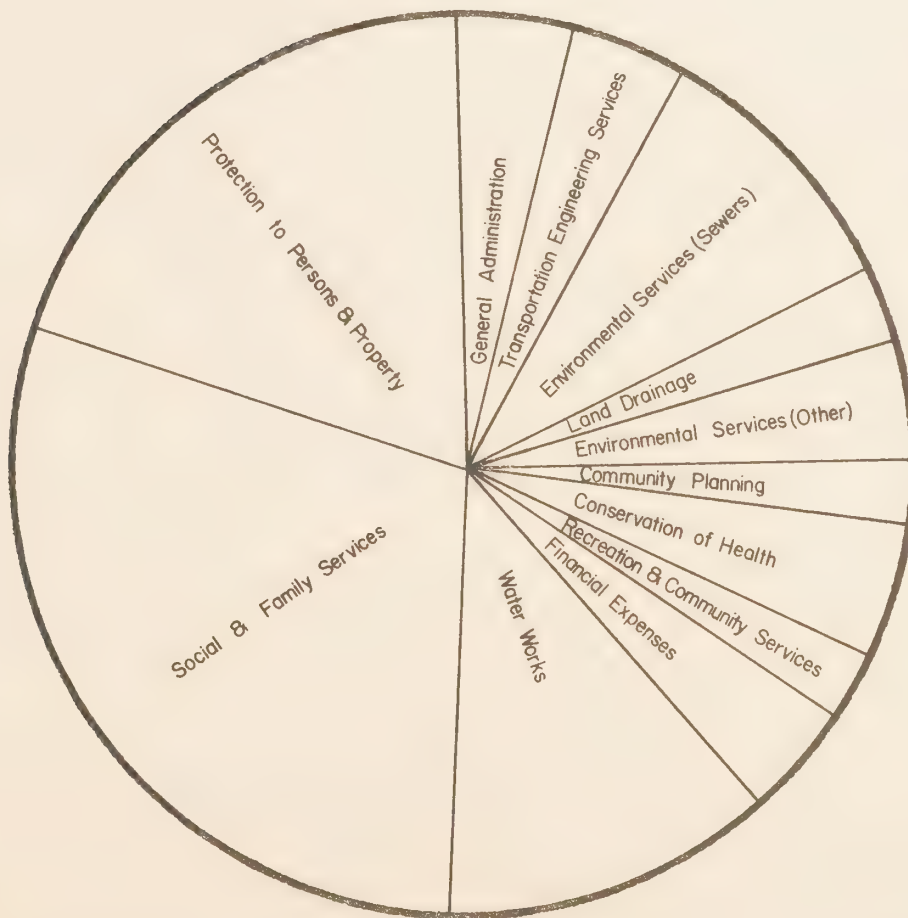 General Administration
Transportation Engineering Services
Environmental Services (Sewers)
Land Drainage
Environmental Services (Other)
Community Planning
Conservation of Health
Recreation & Community Services
Financial Expenses
Water Works
Social & Family Services
Protection to Persons & Property